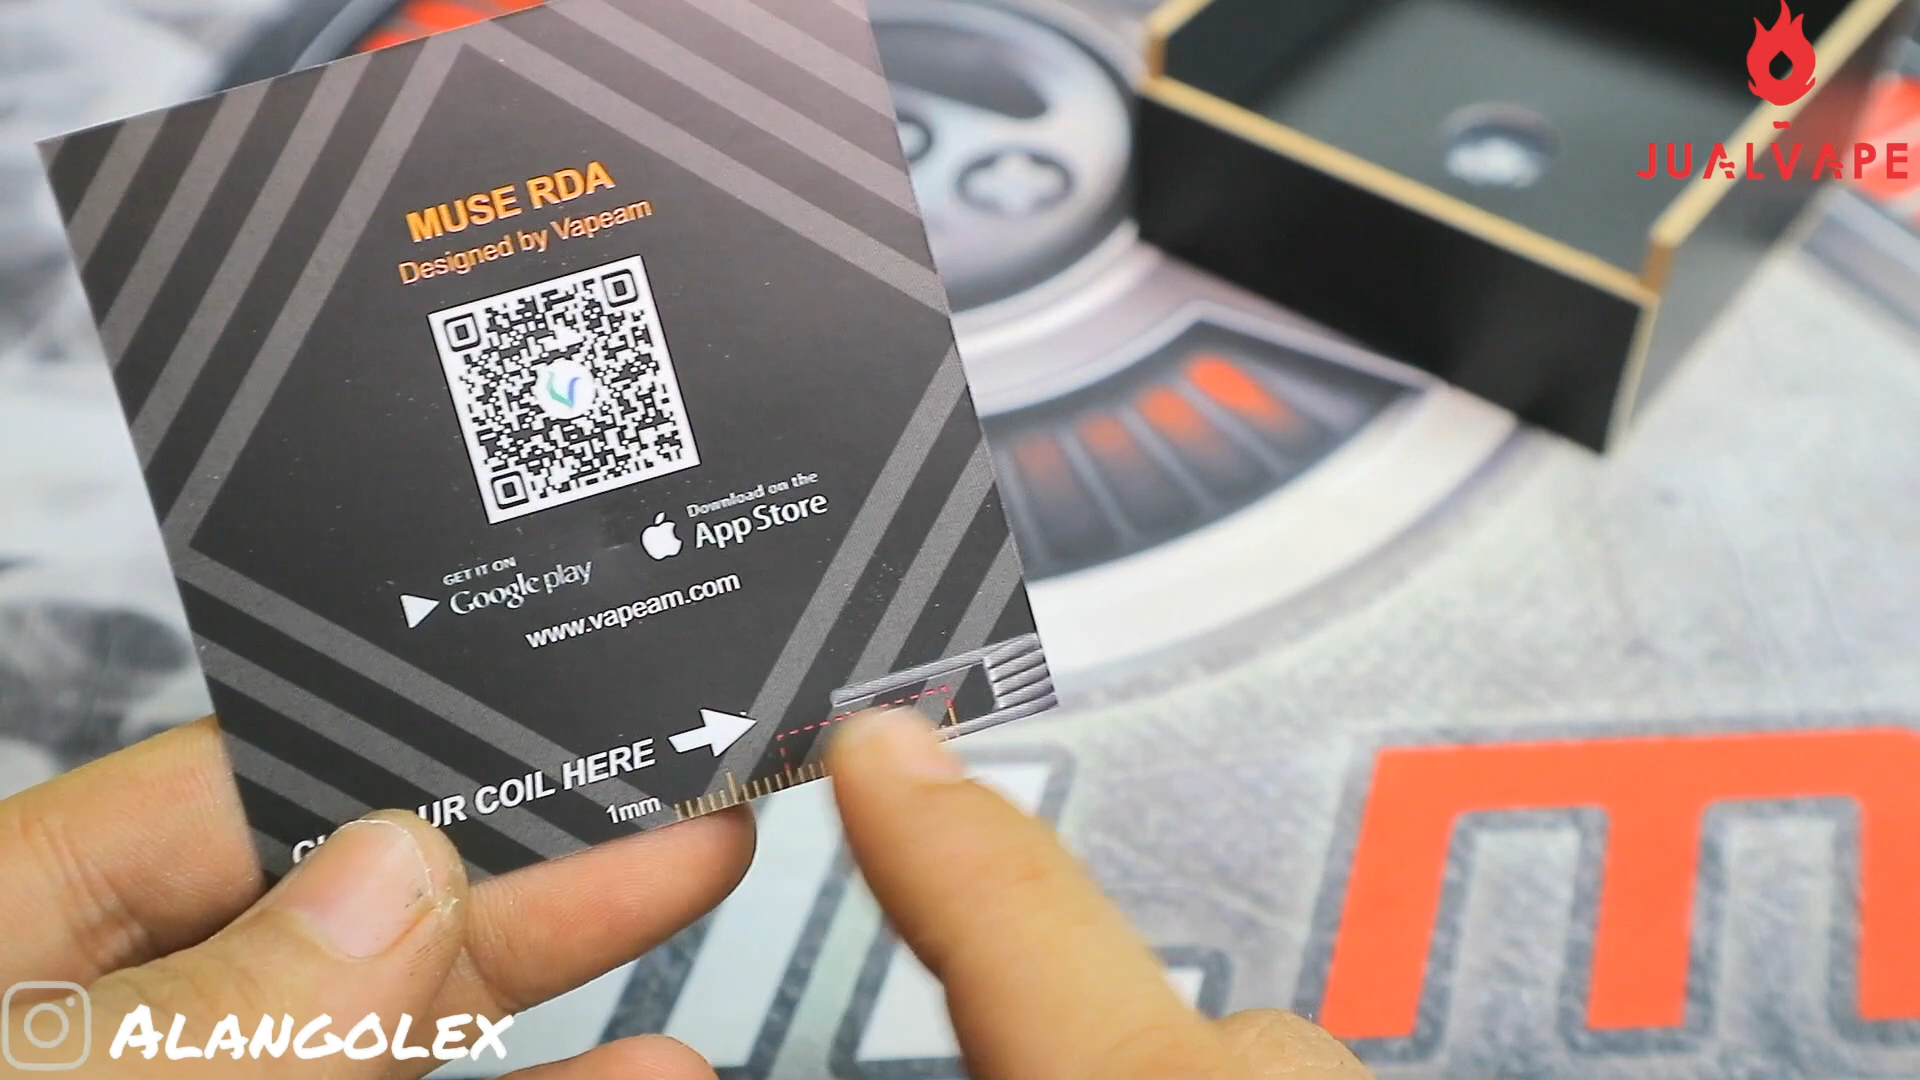 JUALVAPE
MUSE RDA
Designed by Vapeam
Download on the
App Store
GET IT ON
Google play
www.vapeam.com
UR COIL HERE
1mm
ALANGOLEX